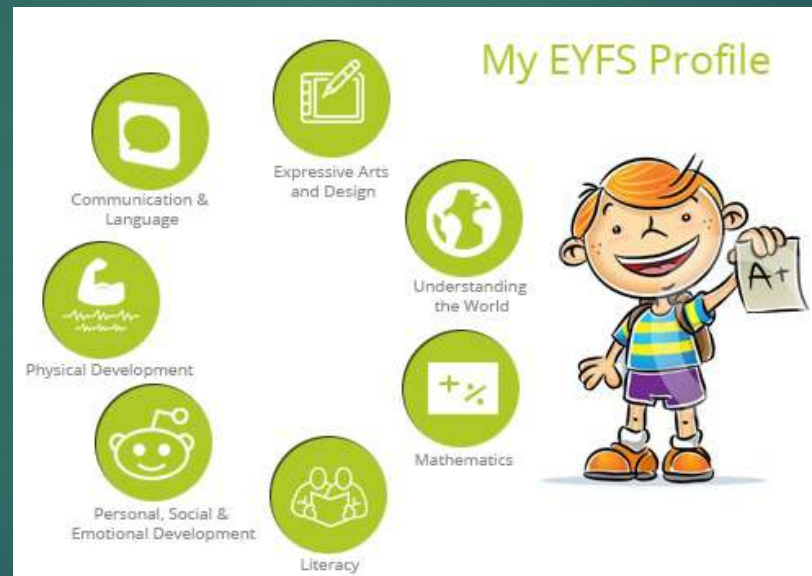 My EYFS Profile
Expressive Arts
and Design
Communication &
Language
Understanding
the World
A+
Physical Development
Mathematics
Personal, Social &
Emotional Development
Literacy